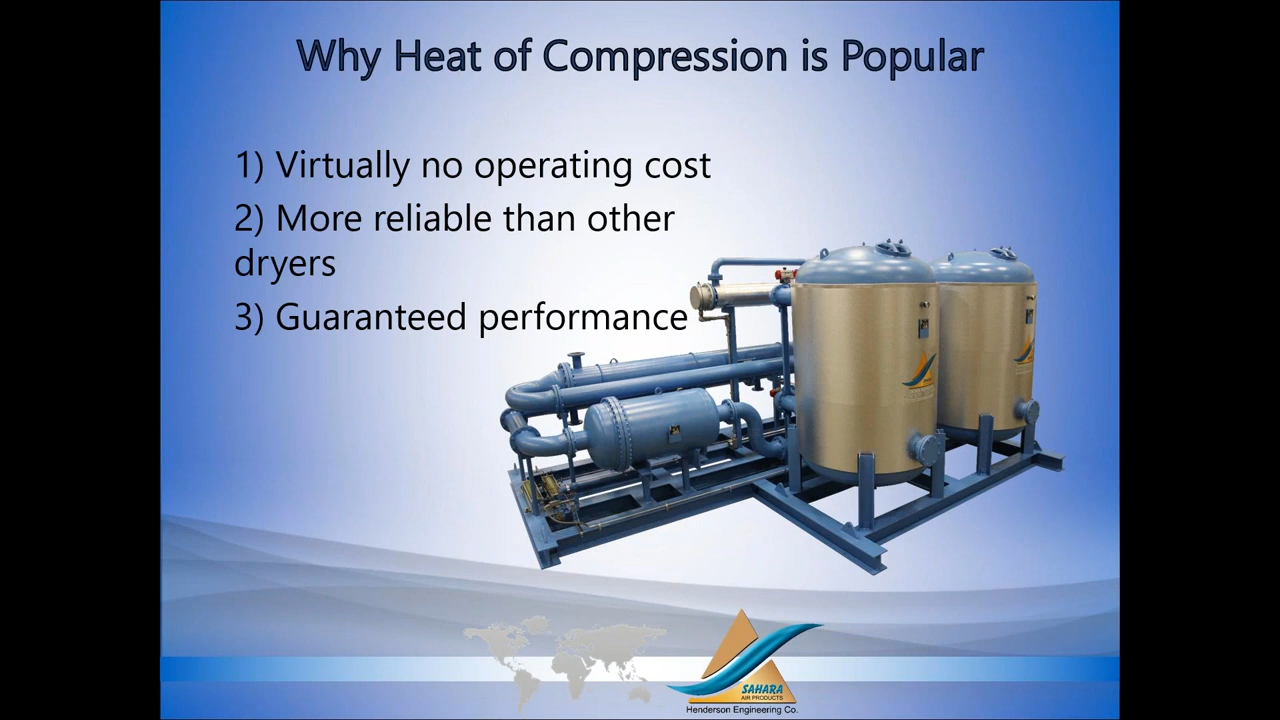 Why Heat of Compression is Popular
1) Virtually no operating cost
2) More reliable than other
dryers
3) Guaranteed performance
SAHARA
AIR PRODUCTS
Henderson Engineering Co.